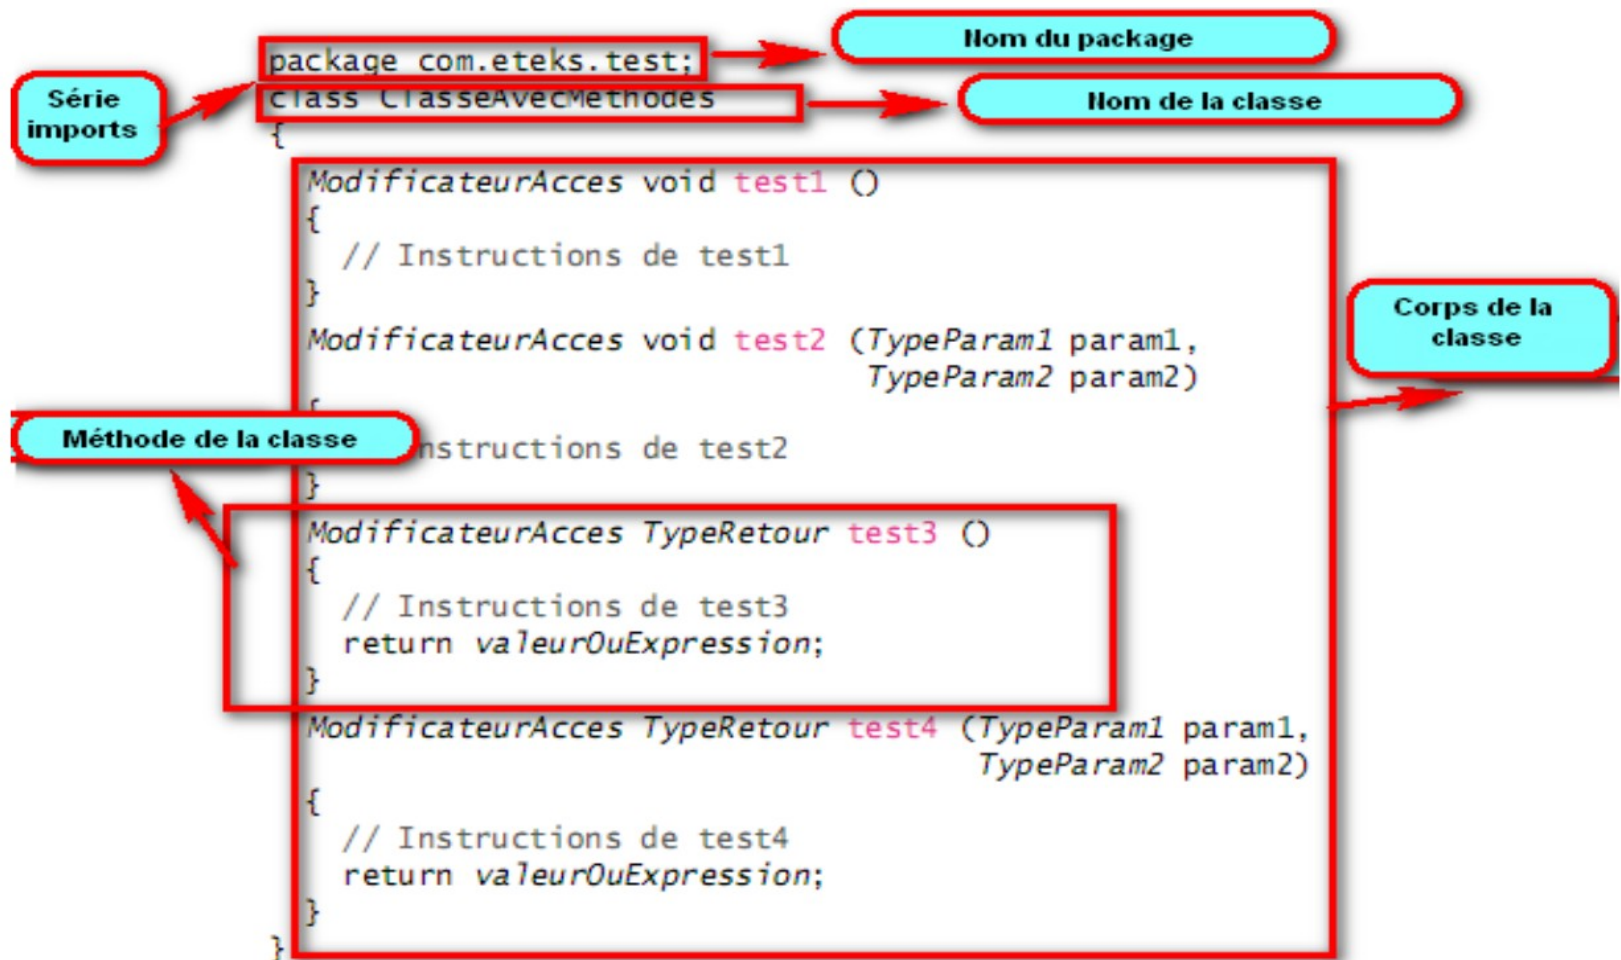 Nom du package
package com.eteks.test;
Série
imports
class ClasseAvecMethodes
Nom de la classe
{
ModificateurAcces void test1 ()
{
// Instructions de test1
}
Corps de la
classe
ModificateurAcces void test2 (TypeParam1 param1,
TypeParam2 param2)
{
Méthode de la classe
nstructions de test2
}
ModificateurAcces TypeRetour test3 ()
{
// Instructions de test3
return valeurOuExpression;
}
ModificateurAcces TypeRetour test4 (TypeParam1 param1,
TypeParam2 param2)
{
// Instructions de test4
return valeurOuExpression;
}
}